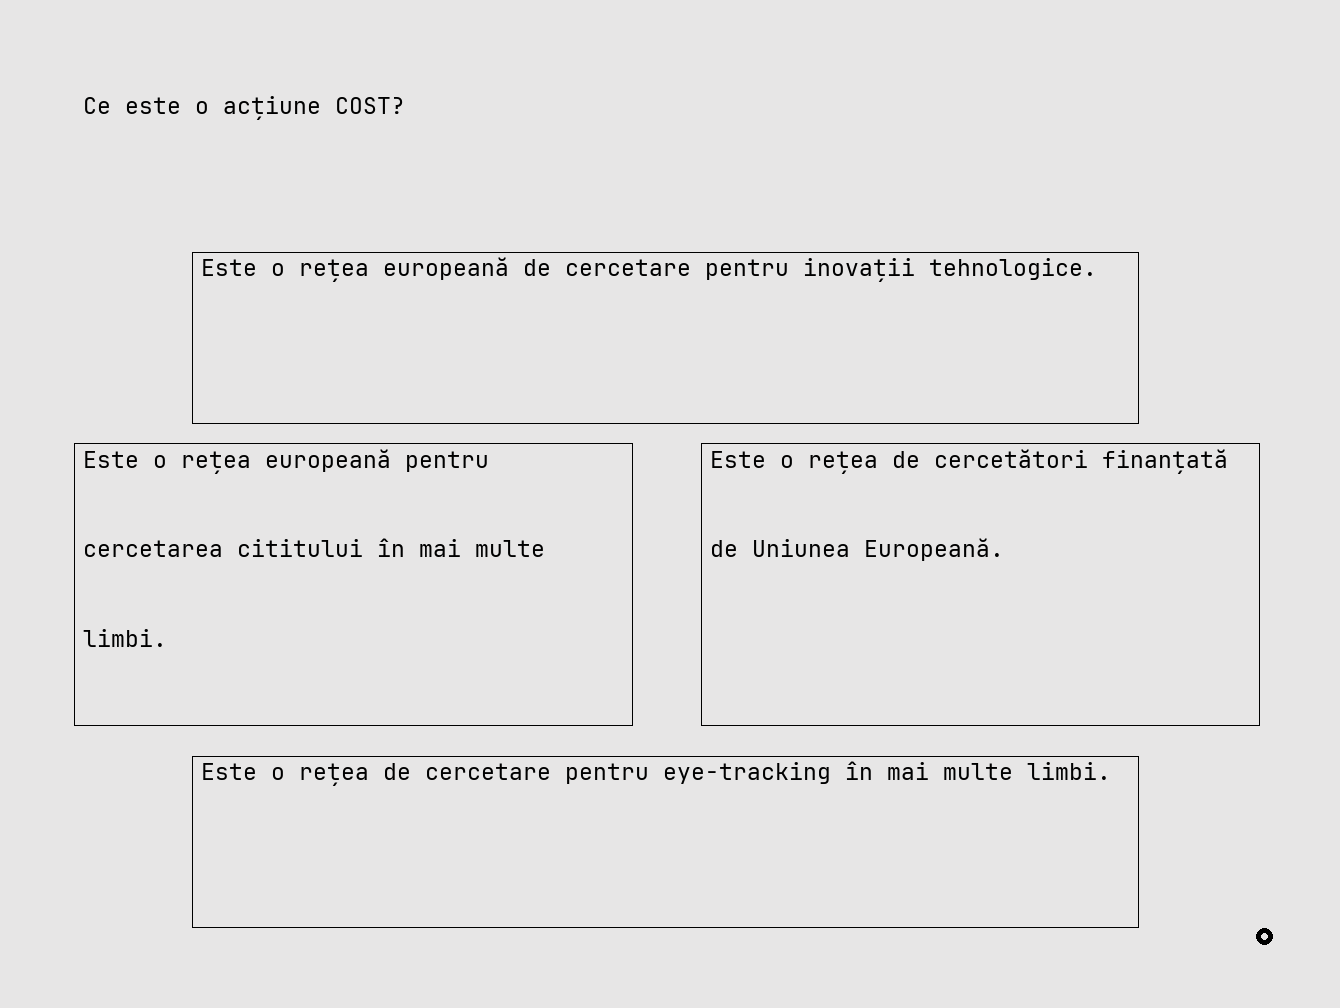 Ce este o acțiune COST?
Este o rețea europeană de cercetare pentru inovații tehnologice.
Este o rețea europeană pentru
cercetarea cititului în mai multe
limbi.
Este o rețea de cercetători finanțată
de Uniunea Europeană.
Este o rețea de cercetare pentru eye-tracking în mai multe limbi.